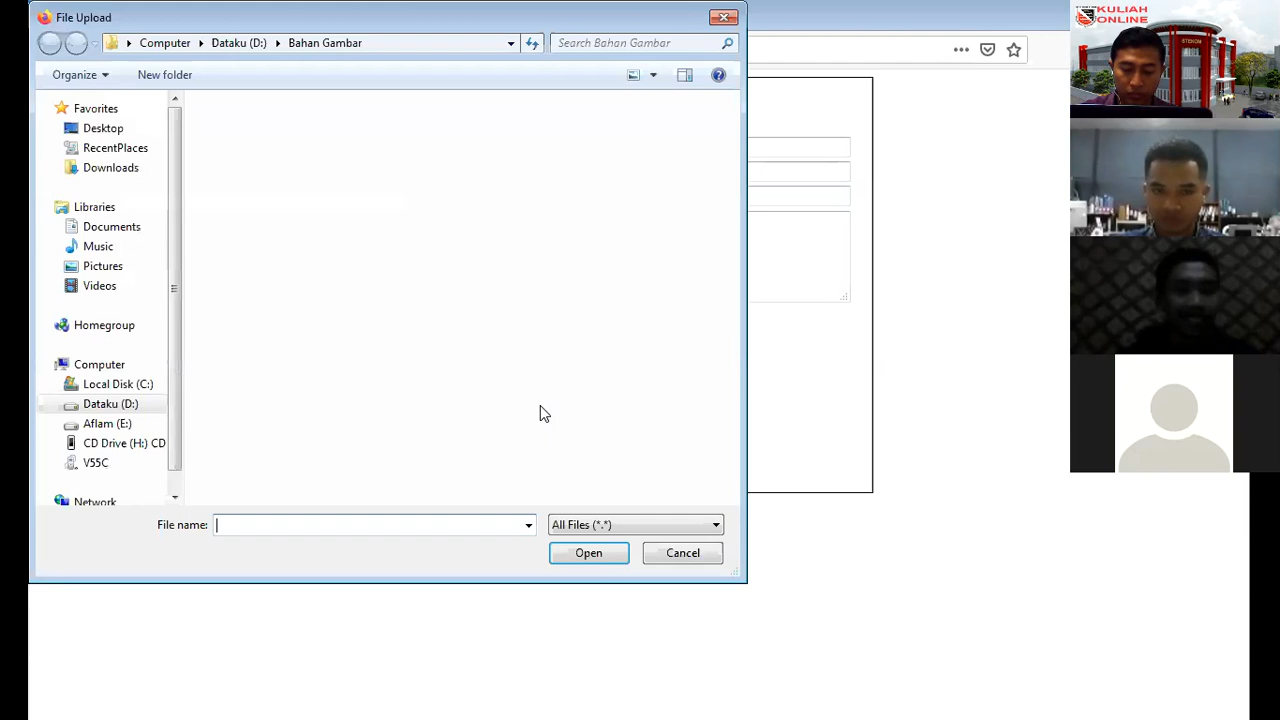 File Upload
Computer Dataku (D:) Bahan Gambar
Search Bahan Gambar
Organize
New folder
Favorites
Desktop
RecentPlaces
Downloads
Libraries
Documents
Music
Pictures
Videos
Homegroup
Computer
Local Disk (C:)
Dataku (D:)
Aflam (E:)
CD Drive (H:) CD
V55C
Network
File name:
All Files (*.*)
Open
Cancel
KULIAH
ONLINE
STEKOM